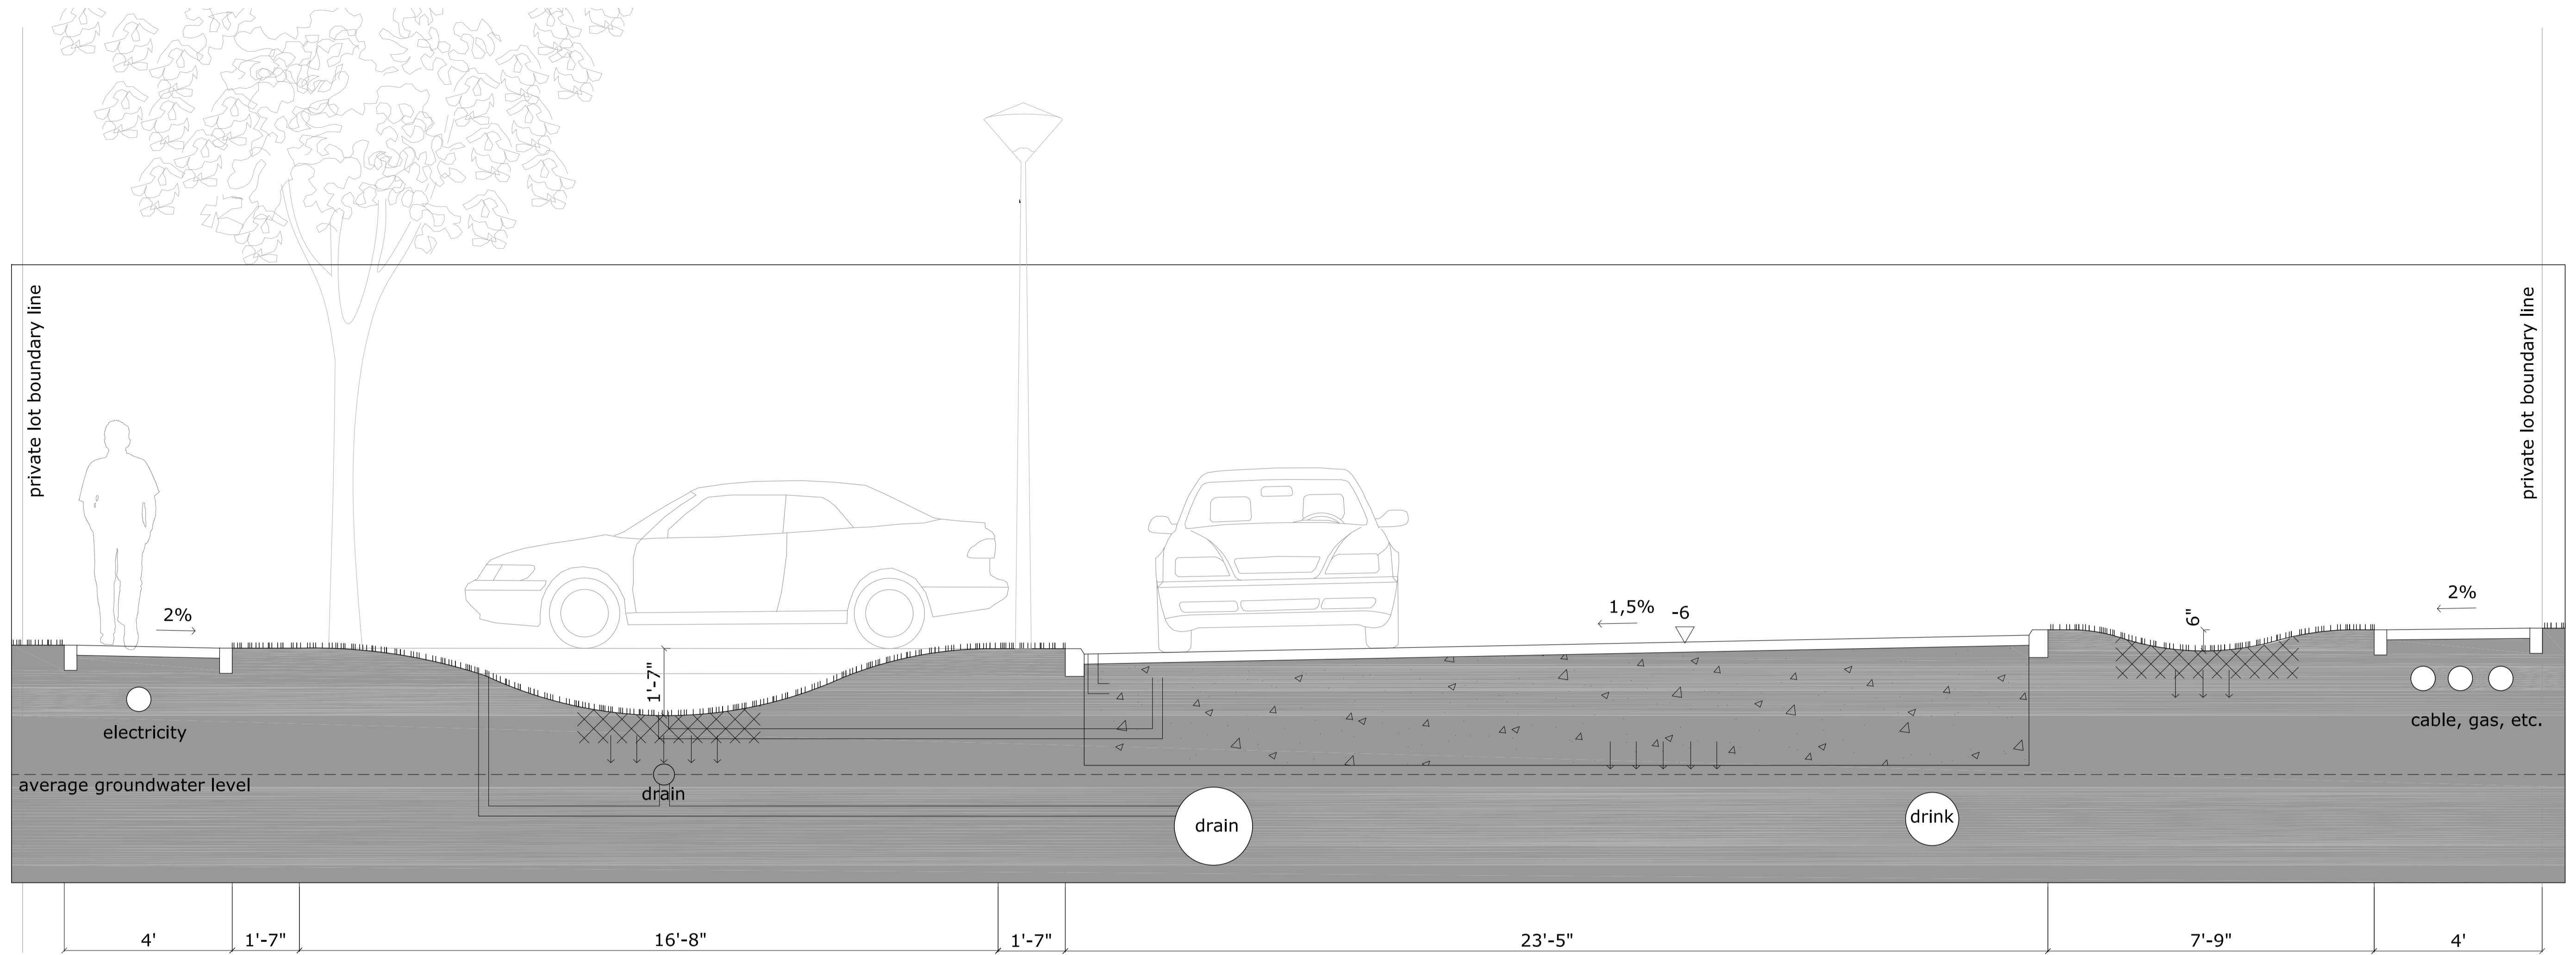 private lot boundary line
private lot boundary line
2%
1'-7"
1,5%
-6
6"
2%
electricity
cable, gas, etc.
average groundwater level
drain
drain
drink
4'
1'-7"
16'-8"
1'-7"
23'-5"
7'-9"
4'